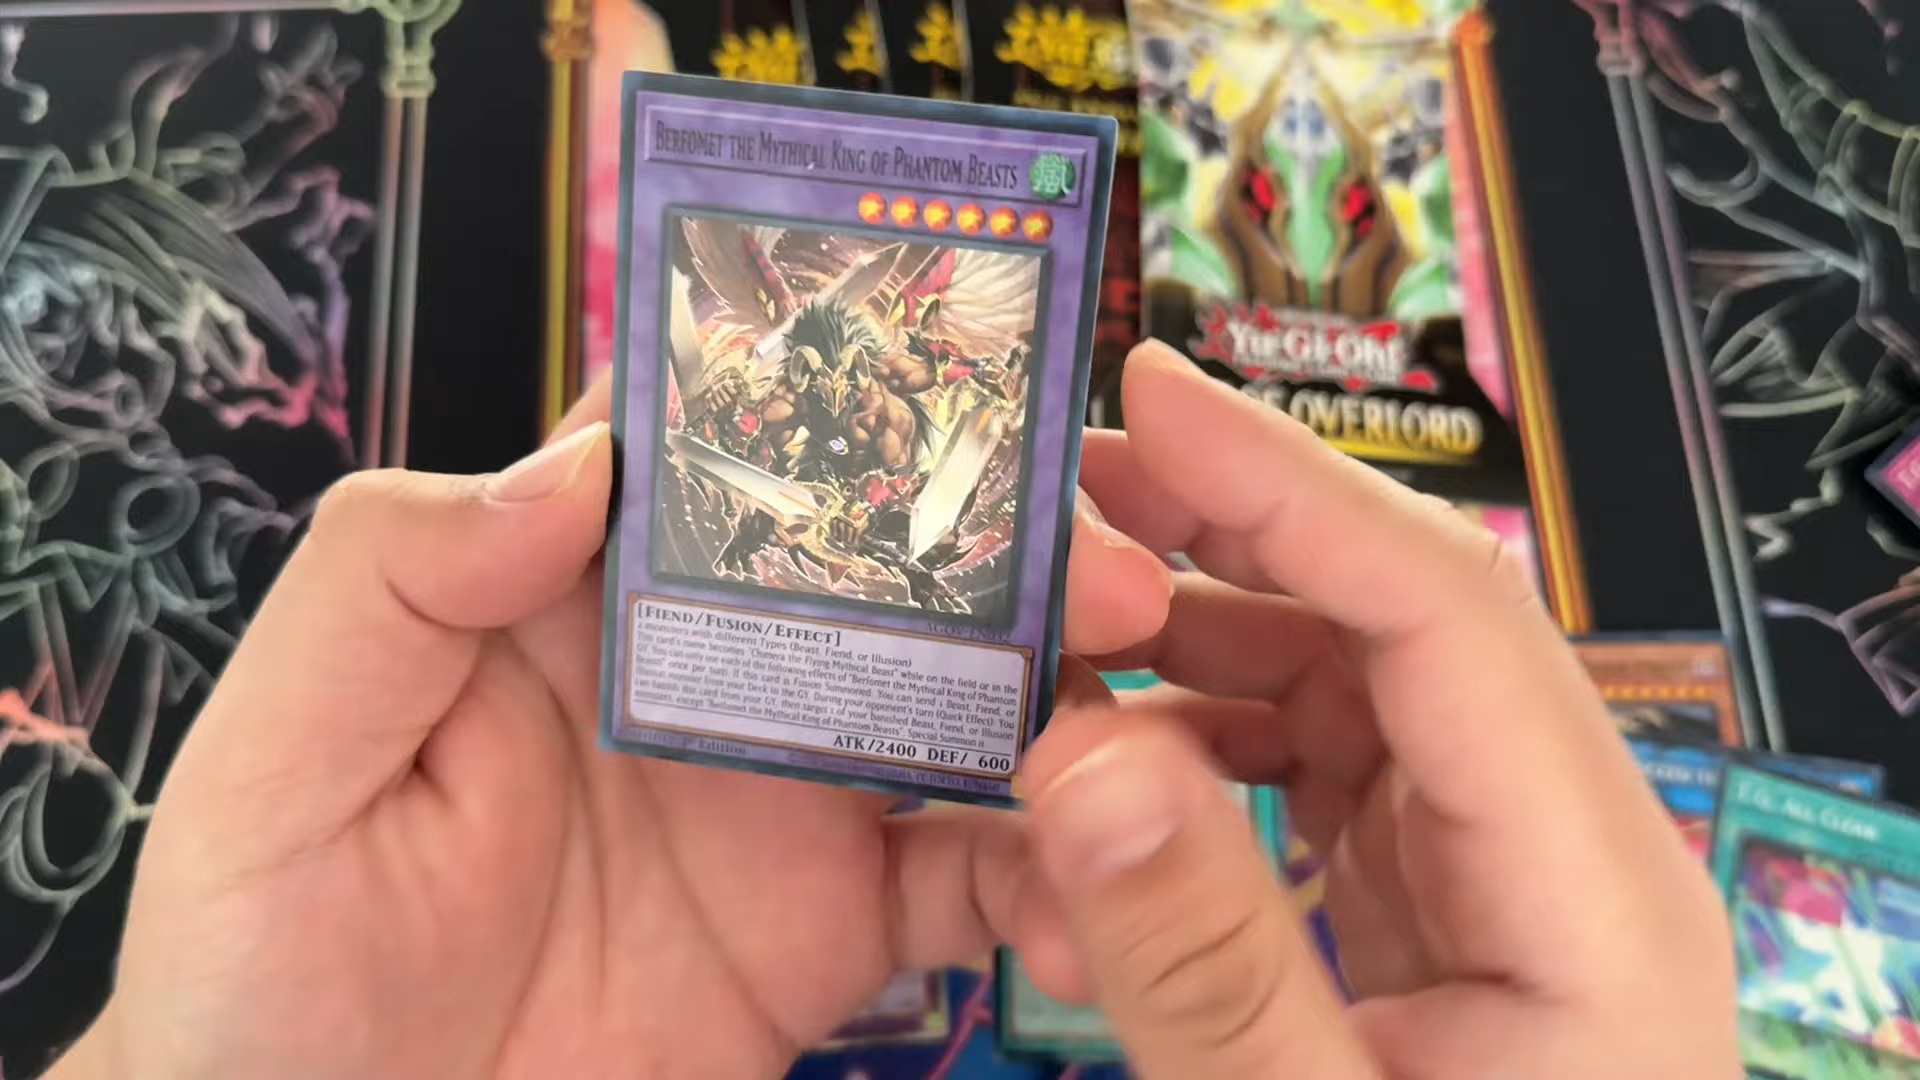 BERFOMET THE MYTHICAL KING OF PHANTOM BEASTS
風
[FIEND/FUSION/EFFECT]
2 monsters with different Types (Beast, Fiend, or Illusion)
This card's name becomes "Chimera the Flying Mythical Beast" while on the field or in the
GY. You can only use each of the following effects of "Berfomet the Mythical King of Phantom
Beasts" once per turn. If this card is Fusion Summoned: You can send 1 Beast, Fiend, or
Illusion monster from your Deck to the GY. During your opponent's turn (Quick Effect): You
can banish this card from your GY, then target 1 of your banished Beast, Fiend, or Illusion
monsters, except "Berfomet the Mythical King of Phantom Beasts"; Special Summon it.
1st Edition
ATK/2400 DEF/ 600
Yu-Gi-Oh!
OF OVERLORD
T.G. ALL CLEAR